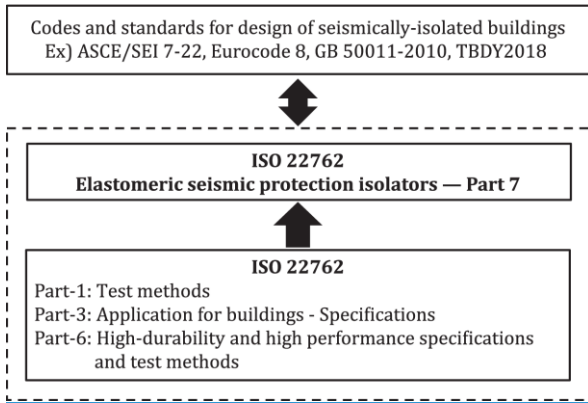 Codes and standards for design of seismically-isolated buildings
Ex) ASCE/SEI 7-22, Eurocode 8, GB 50011-2010, TBDY2018
ISO 22762
Elastomeric seismic protection isolators — Part 7
ISO 22762
Part-1: Test methods
Part-3: Application for buildings - Specifications
Part-6: High-durability and high performance specifications
and test methods